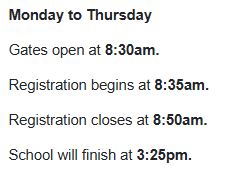 Monday to Thursday
Gates open at 8:30am.
Registration begins at 8:35am.
Registration closes at 8:50am.
School will finish at 3:25pm.